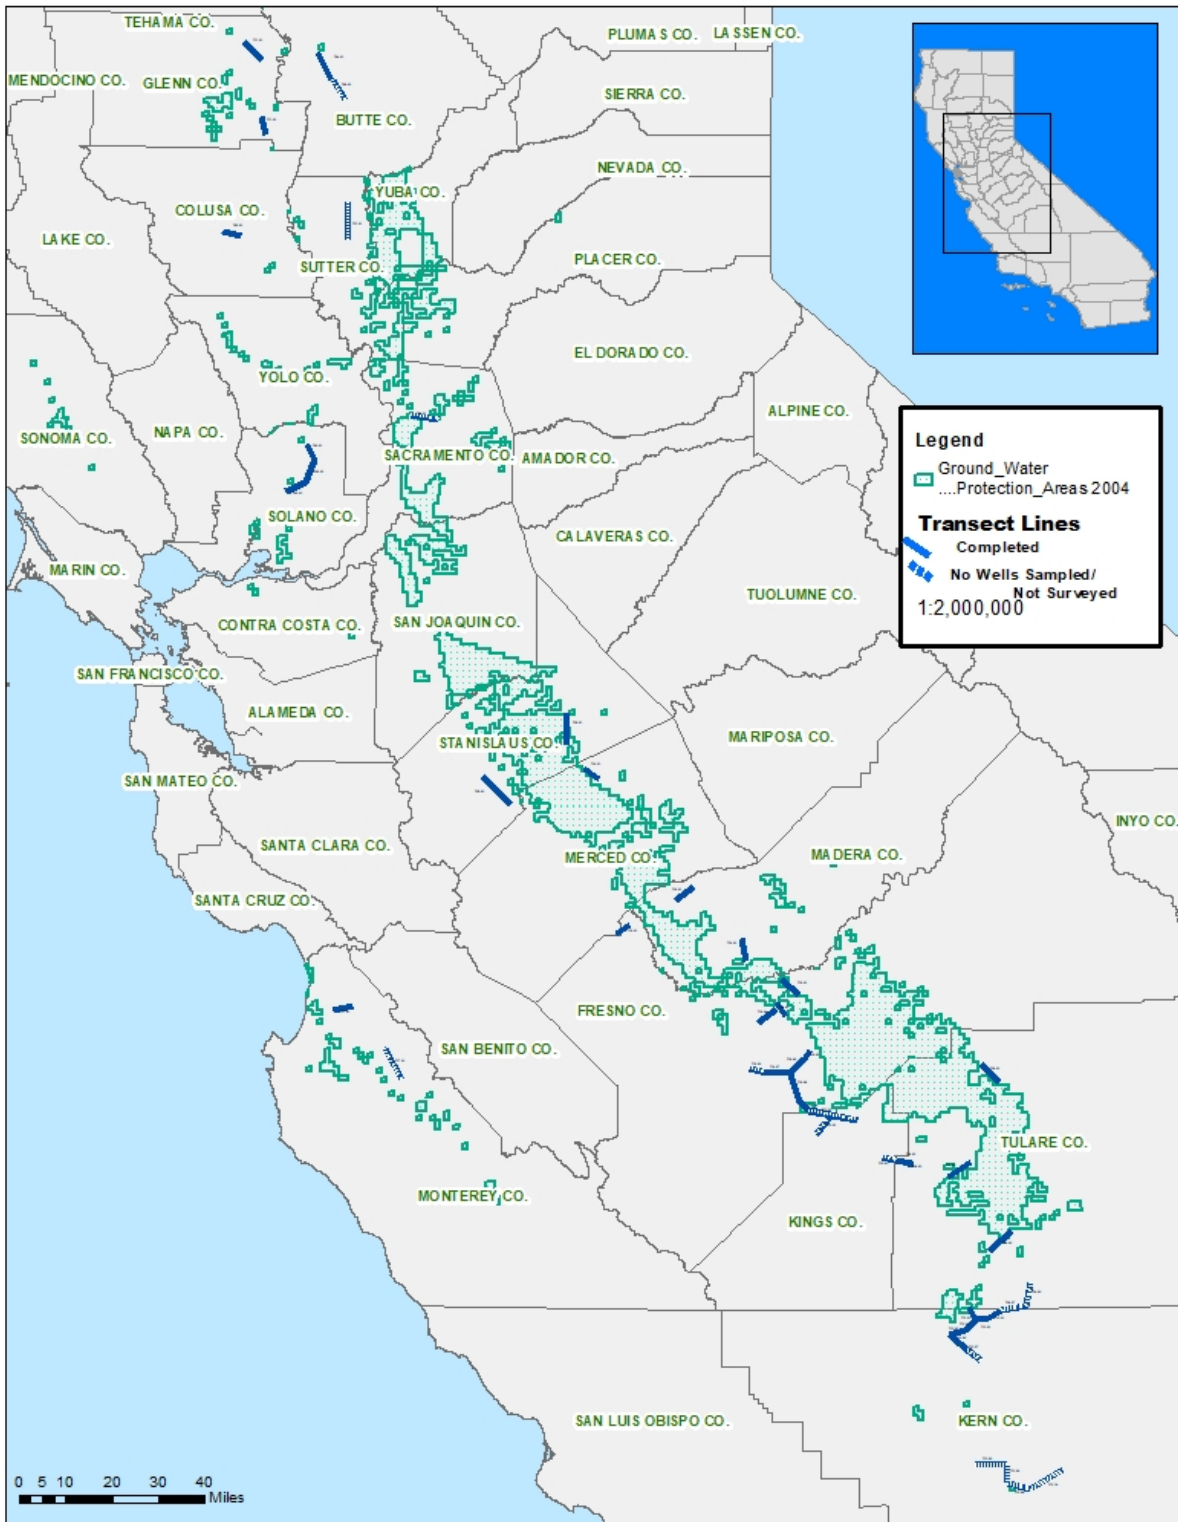 TEHAMA CO.
PLUMAS CO.
LASSEN CO.
MENDOCINO CO.
GLENN CO.
SIERRA CO.
BUTTE CO.
NEVADA CO.
YUBA CO.
COLUSA CO.
LAKE CO.
SUTTER CO.
PLACER CO.
EL DORADO CO.
YOLO CO.
ALPINE CO.
SONOMA CO.
NAPA CO.
SACRAMENTO CO.
AMADOR CO.
Legend
Ground_Water
....Protection_Areas 2004
Transect Lines
Completed
No Wells Sampled/
Not Surveyed
1:2,000,000
SOLANO CO.
CALAVERAS CO.
MARIN CO.
TUOLUMNE CO.
CONTRA COSTA CO.
SAN JOAQUIN CO.
SAN FRANCISCO CO.
ALAMEDA CO.
STANISLAUS CO.
MARIPOSA CO.
SAN MATEO CO.
INYO CO.
SANTA CLARA CO.
MERCED CO.
MADERA CO.
SANTA CRUZ CO.
FRESNO CO.
SAN BENITO CO.
TULARE CO.
MONTEREY CO.
KINGS CO.
SAN LUIS OBISPO CO.
KERN CO.
0 5 10 20 30 40
Miles